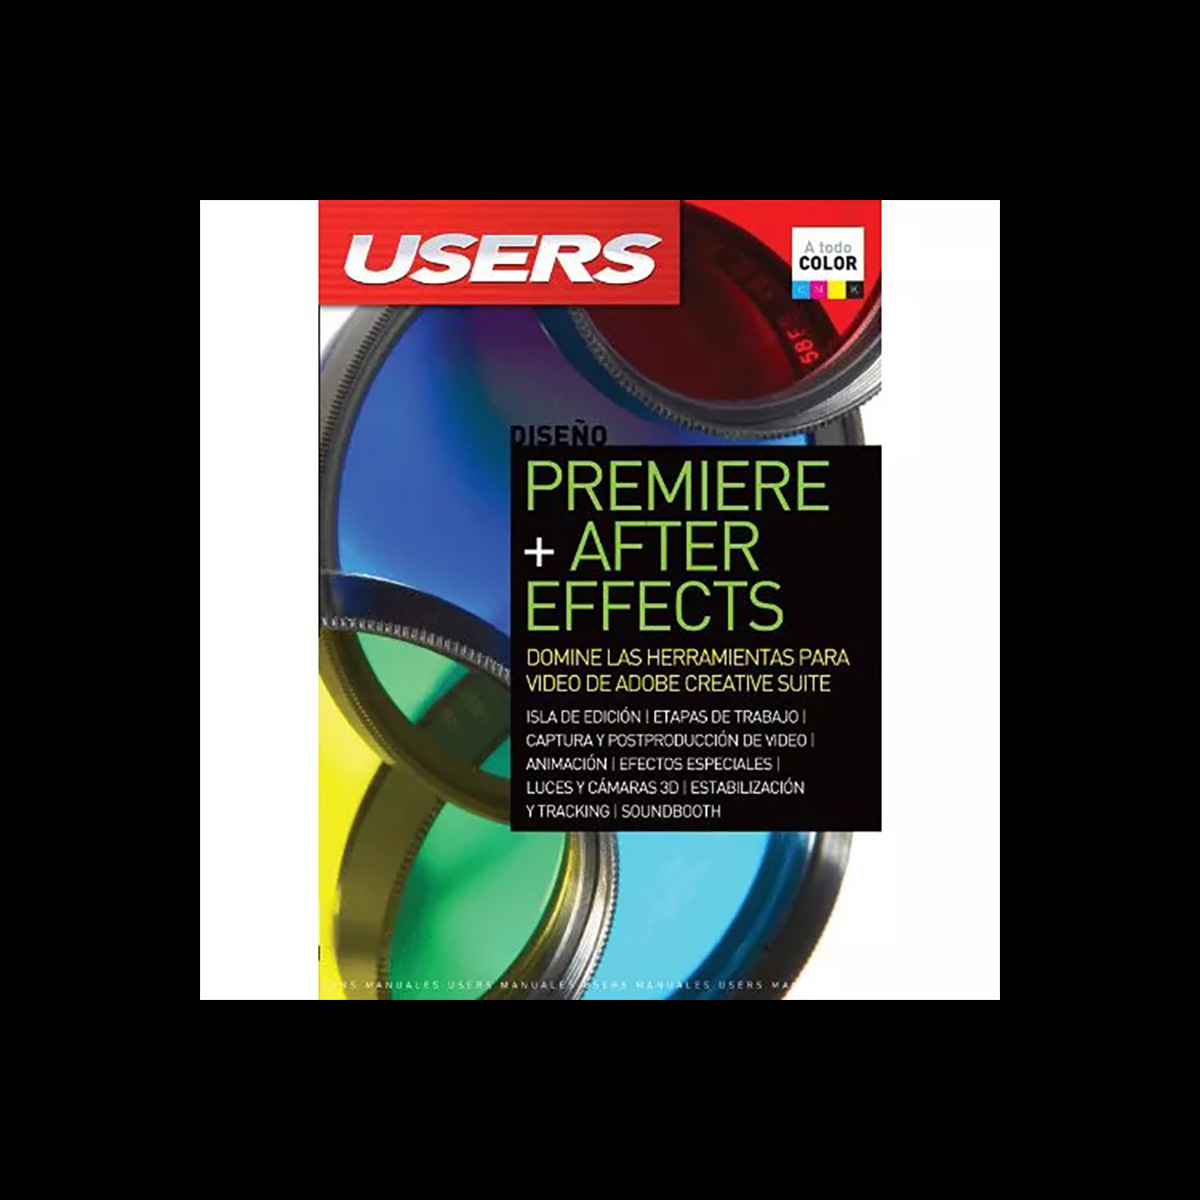 USERS
A todo
COLOR
C M K
58F
DISEÑO
PREMIERE
+ AFTER
EFFECTS
DOMINE LAS HERRAMIENTAS PARA
VIDEO DE ADOBE CREATIVE SUITE
ISLA DE EDICIÓN | ETAPAS DE TRABAJO |
CAPTURA Y POSTPRODUCCIÓN DE VIDEO |
ANIMACIÓN | EFECTOS ESPECIALES |
LUCES Y CÁMARAS 3D | ESTABILIZACIÓN
Y TRACKING | SOUNDBOOTH
MANUALES USERS MANUALES USERS MANUALES USERS